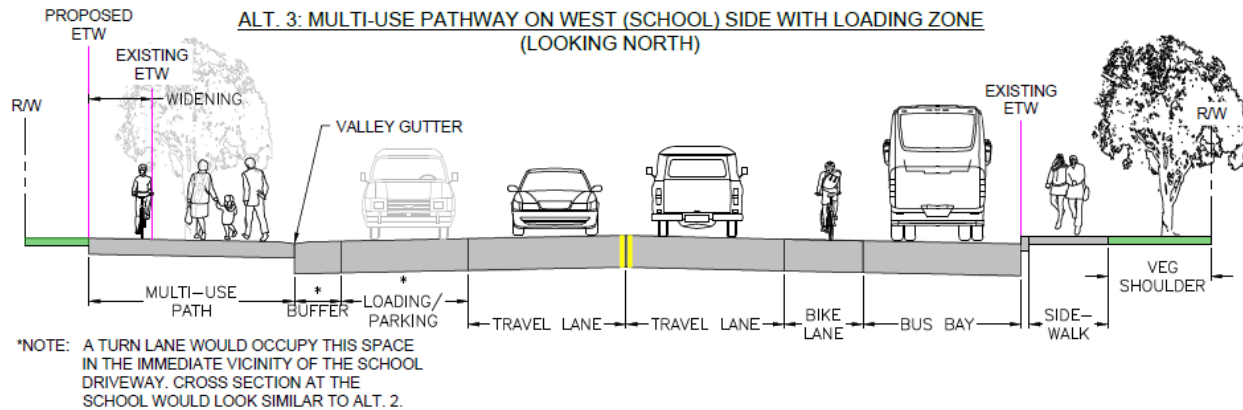 ALT. 3: MULTI-USE PATHWAY ON WEST (SCHOOL) SIDE WITH LOADING ZONE
(LOOKING NORTH)
PROPOSED
ETW
EXISTING
ETW
R/W
WIDENING
VALLEY GUTTER
EXISTING
ETW
R/W
MULTI-USE
PATH
*
BUFFER
*
LOADING/
PARKING
TRAVEL LANE
TRAVEL LANE
BIKE
LANE
BUS BAY
SIDE-
WALK
VEG
SHOULDER
*NOTE: A TURN LANE WOULD OCCUPY THIS SPACE
IN THE IMMEDIATE VICINITY OF THE SCHOOL
DRIVEWAY. CROSS SECTION AT THE
SCHOOL WOULD LOOK SIMILAR TO ALT. 2.